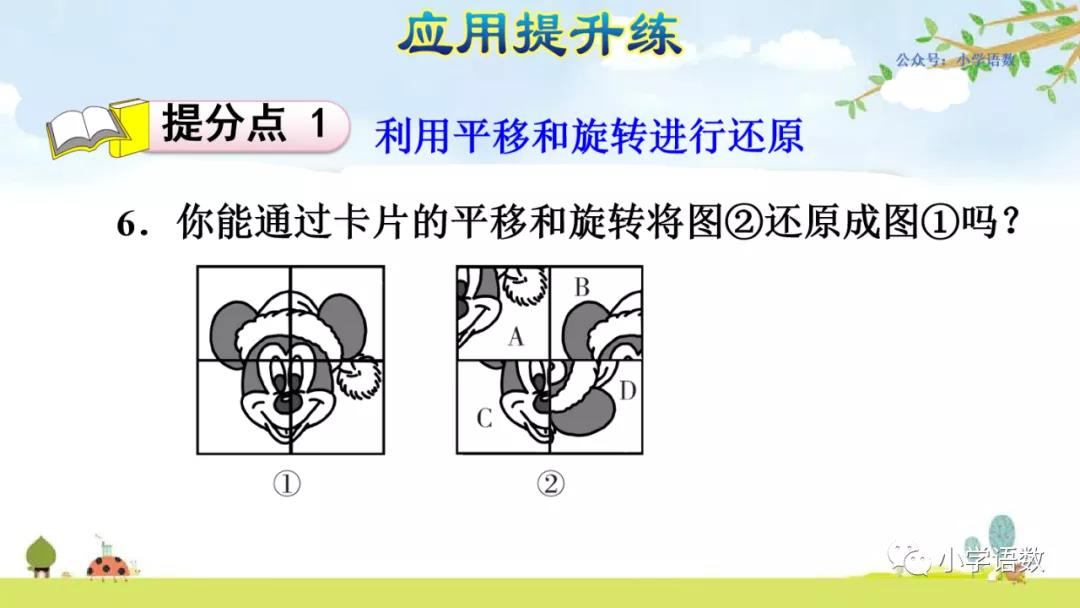 应用提升练
公众号：小学语数
提分点 1
利用平移和旋转进行还原
6．你能通过卡片的平移和旋转将图②还原成图①吗？
A
B
C
D
① ②
小学语数